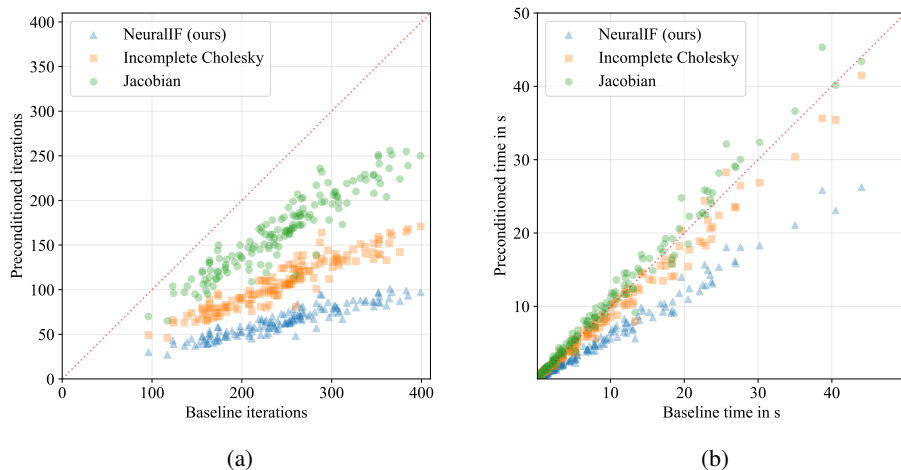 NeuralIF (ours)
Incomplete Cholesky
Jacobian
Preconditioned iterations
400
350
300
250
200
150
100
50
0
0
100
200
300
400
Baseline iterations
(a)
NeuralIF (ours)
Incomplete Cholesky
Jacobian
Preconditioned time in s
50
40
30
20
10
10
20
30
40
Baseline time in s
(b)